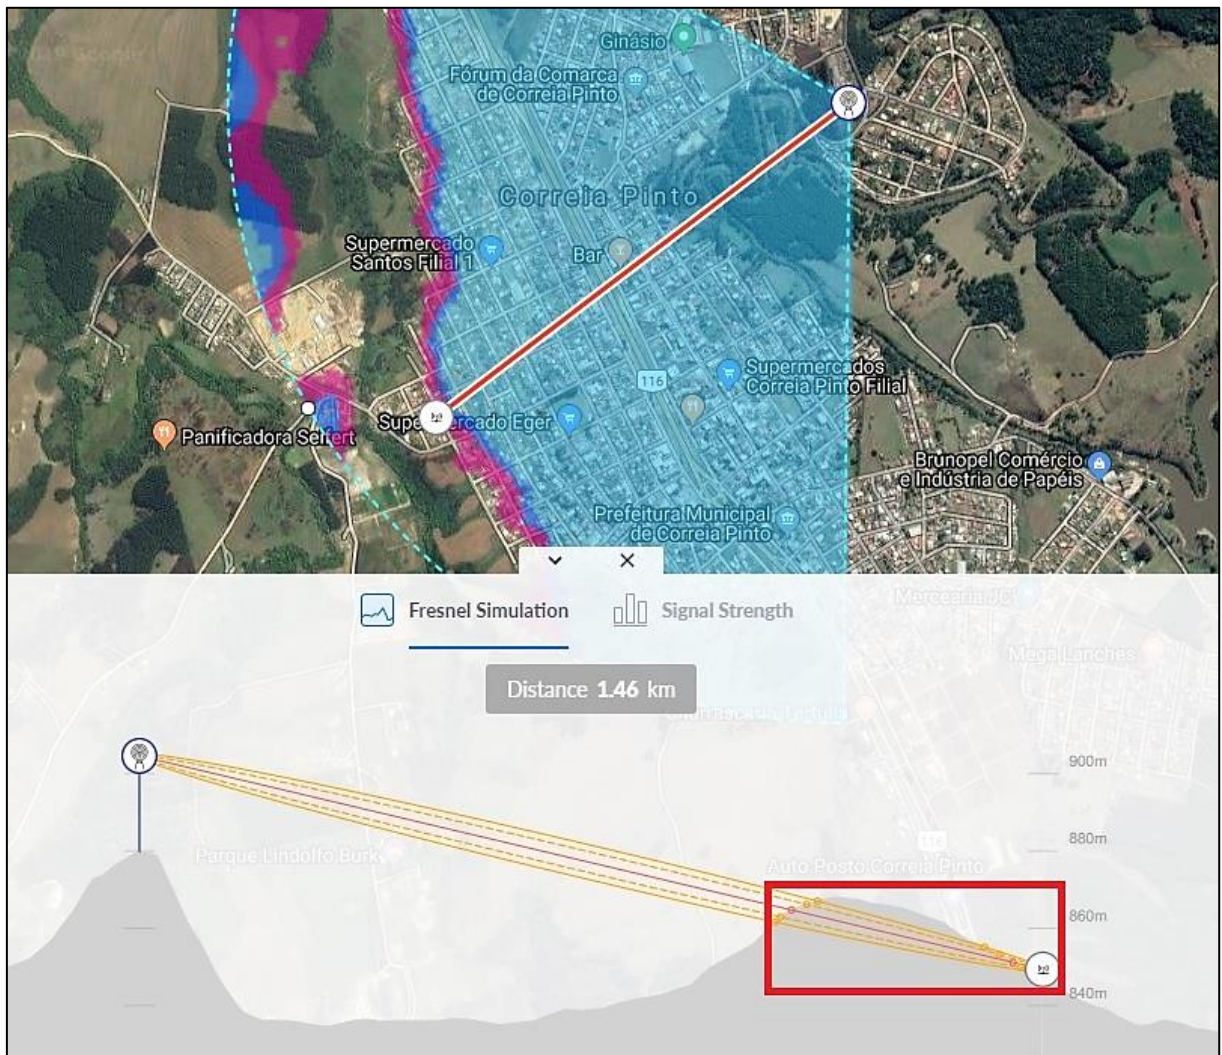 Ginásio
Fórum da Comarca
de Correia Pinto
Correia Pinto
Supermercado
Santos Filial 1
Bar
116
Supermercados
Correia Pinto Filial
Panificadora Seifert
Supermercado Eger
Brunopel Comércio
e Indústria de Papéis
Prefeitura Municipal
de Correia Pinto
Mercearia JC
Fresnel Simulation
Signal Strength
Mega Lanches
Distance 1.46 km
900m
116
880m
Parque Lindolfo Burk
Auto Posto Correia Pinto
860m
840m